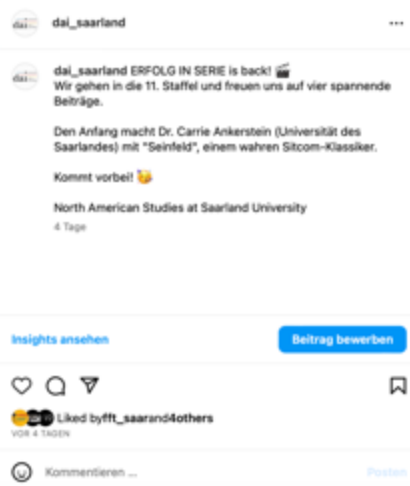 dai_saarland
dai_saarland ERFOLG IN SERIE is back! 🎬
Wir gehen in die 11. Staffel und freuen uns auf vier spannende
Beiträge.
Den Anfang macht Dr. Carrie Ankerstein (Universität des
Saarlandes) mit "Seinfeld", einem wahren Sitcom-Klassiker.
Kommt vorbei! 🥳
North American Studies at Saarland University
4 Tage
Insights ansehen
Beitrag bewerben
Liked byfft_saarand4others
VOR 4 TAGEN
Kommentieren ...
Posten